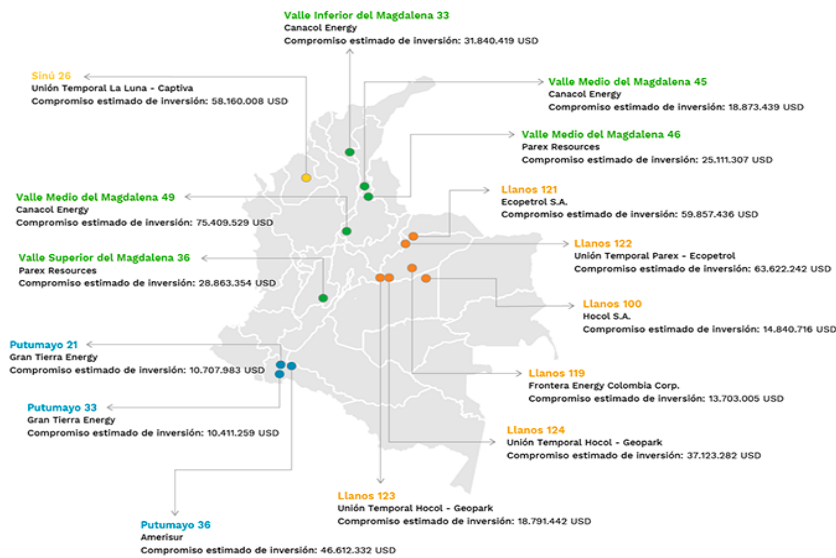 Valle Inferior del Magdalena 33
Canacol Energy
Compromiso estimado de inversión: 31.840.419 USD
Sinú 26
Unión Temporal La Luna - Captiva
Compromiso estimado de inversión: 58.160.008 USD
Valle Medio del Magdalena 45
Canacol Energy
Compromiso estimado de inversión: 18.873.439 USD
Valle Medio del Magdalena 46
Parex Resources
Compromiso estimado de inversión: 25.111.307 USD
Valle Medio del Magdalena 49
Canacol Energy
Compromiso estimado de inversión: 75.409.529 USD
Llanos 121
Ecopetrol S.A.
Compromiso estimado de inversión: 59.857.436 USD
Llanos 122
Unión Temporal Parex - Ecopetrol
Compromiso estimado de inversión: 63.622.242 USD
Valle Superior del Magdalena 36
Parex Resources
Compromiso estimado de inversión: 28.863.354 USD
Llanos 100
Hocol S.A.
Compromiso estimado de inversión: 14.840.716 USD
Putumayo 21
Gran Tierra Energy
Compromiso estimado de inversión: 10.707.983 USD
Llanos 119
Frontera Energy Colombia Corp.
Compromiso estimado de inversión: 13.703.005 USD
Putumayo 33
Gran Tierra Energy
Compromiso estimado de inversión: 10.411.259 USD
Llanos 124
Unión Temporal Hocol - Geopark
Compromiso estimado de inversión: 37.123.282 USD
Llanos 123
Unión Temporal Hocol - Geopark
Compromiso estimado de inversión: 18.791.442 USD
Putumayo 36
Amerisur
Compromiso estimado de inversión: 46.612.332 USD